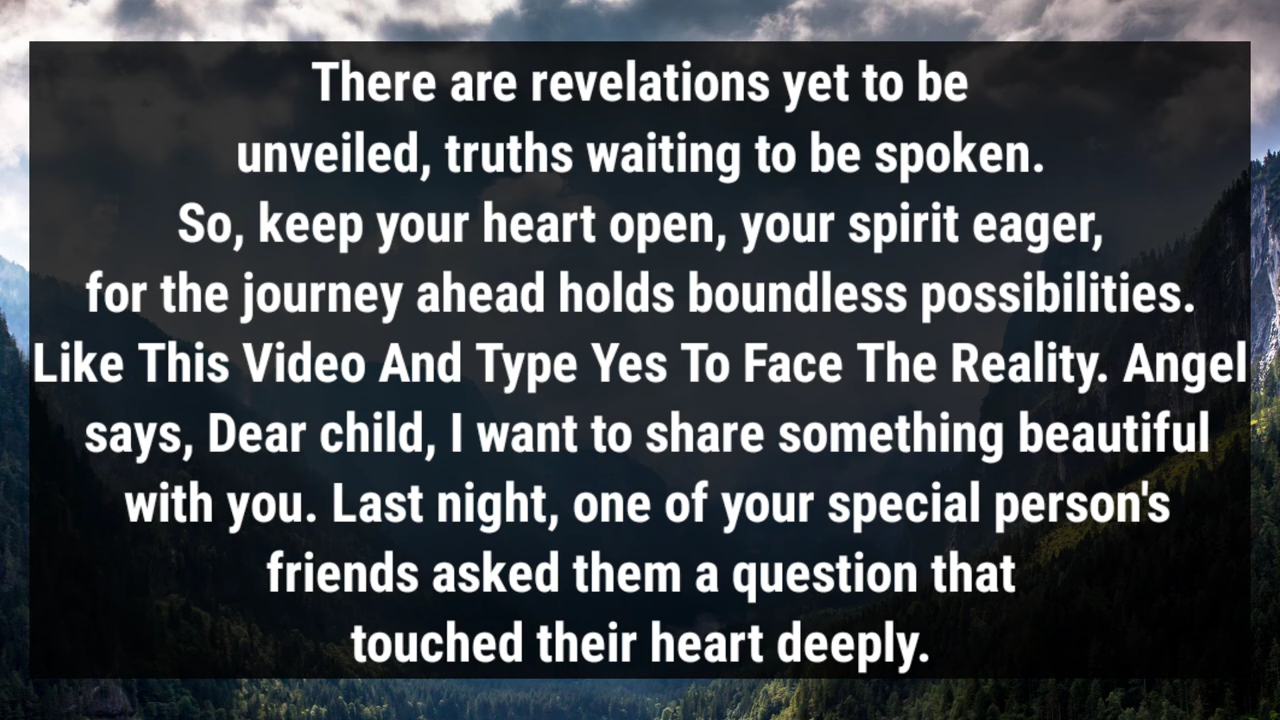 There are revelations yet to be
unveiled, truths waiting to be spoken.
So, keep your heart open, your spirit eager,
for the journey ahead holds boundless possibilities.
Like This Video And Type Yes To Face The Reality. Angel
says, Dear child, I want to share something beautiful
with you. Last night, one of your special person's
friends asked them a question that
touched their heart deeply.